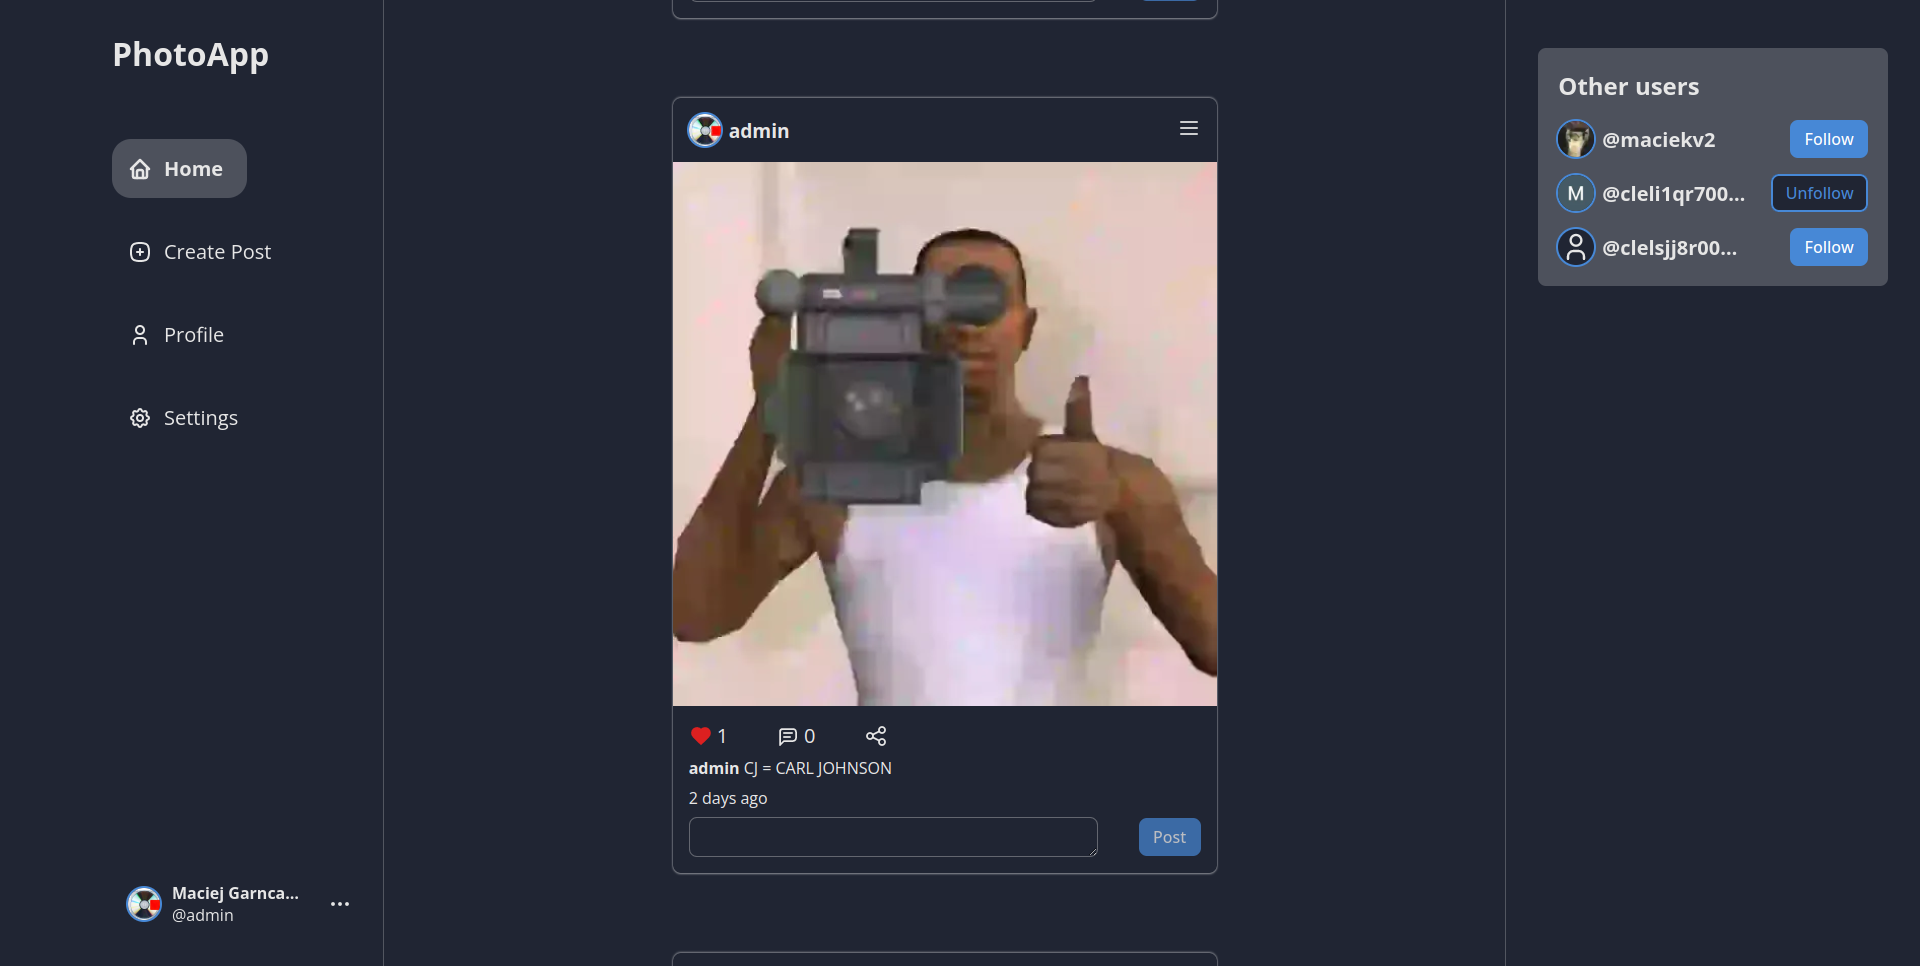 PhotoApp
Home
Create Post
Profile
Settings
Maciej Garnca...
@admin
admin
1
0
admin CJ = CARL JOHNSON
2 days ago
Post
Other users
@maciekv2
Follow
M
@cleli1qr700...
Unfollow
@clelsjj8r00...
Follow